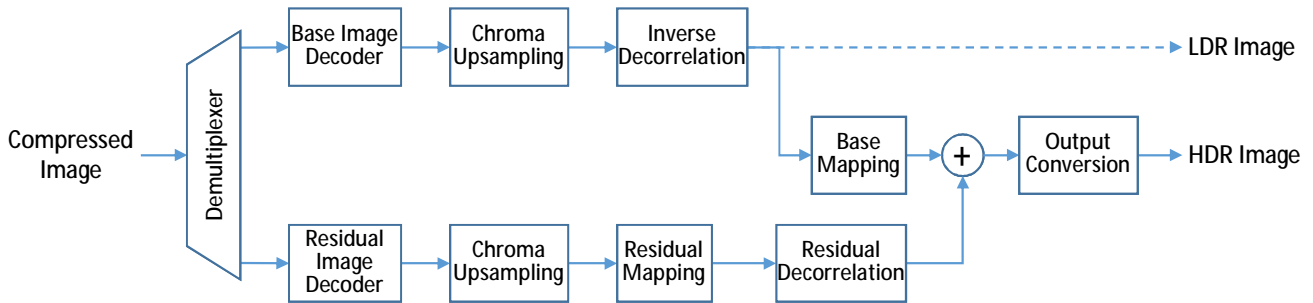 Compressed
Image
Demultiplexer
Base Image
Decoder
Chroma
Upsampling
Inverse
Decorrelation
LDR Image
Base
Mapping
+
Output
Conversion
HDR Image
Residual
Image
Decoder
Chroma
Upsampling
Residual
Mapping
Residual
Decorrelation